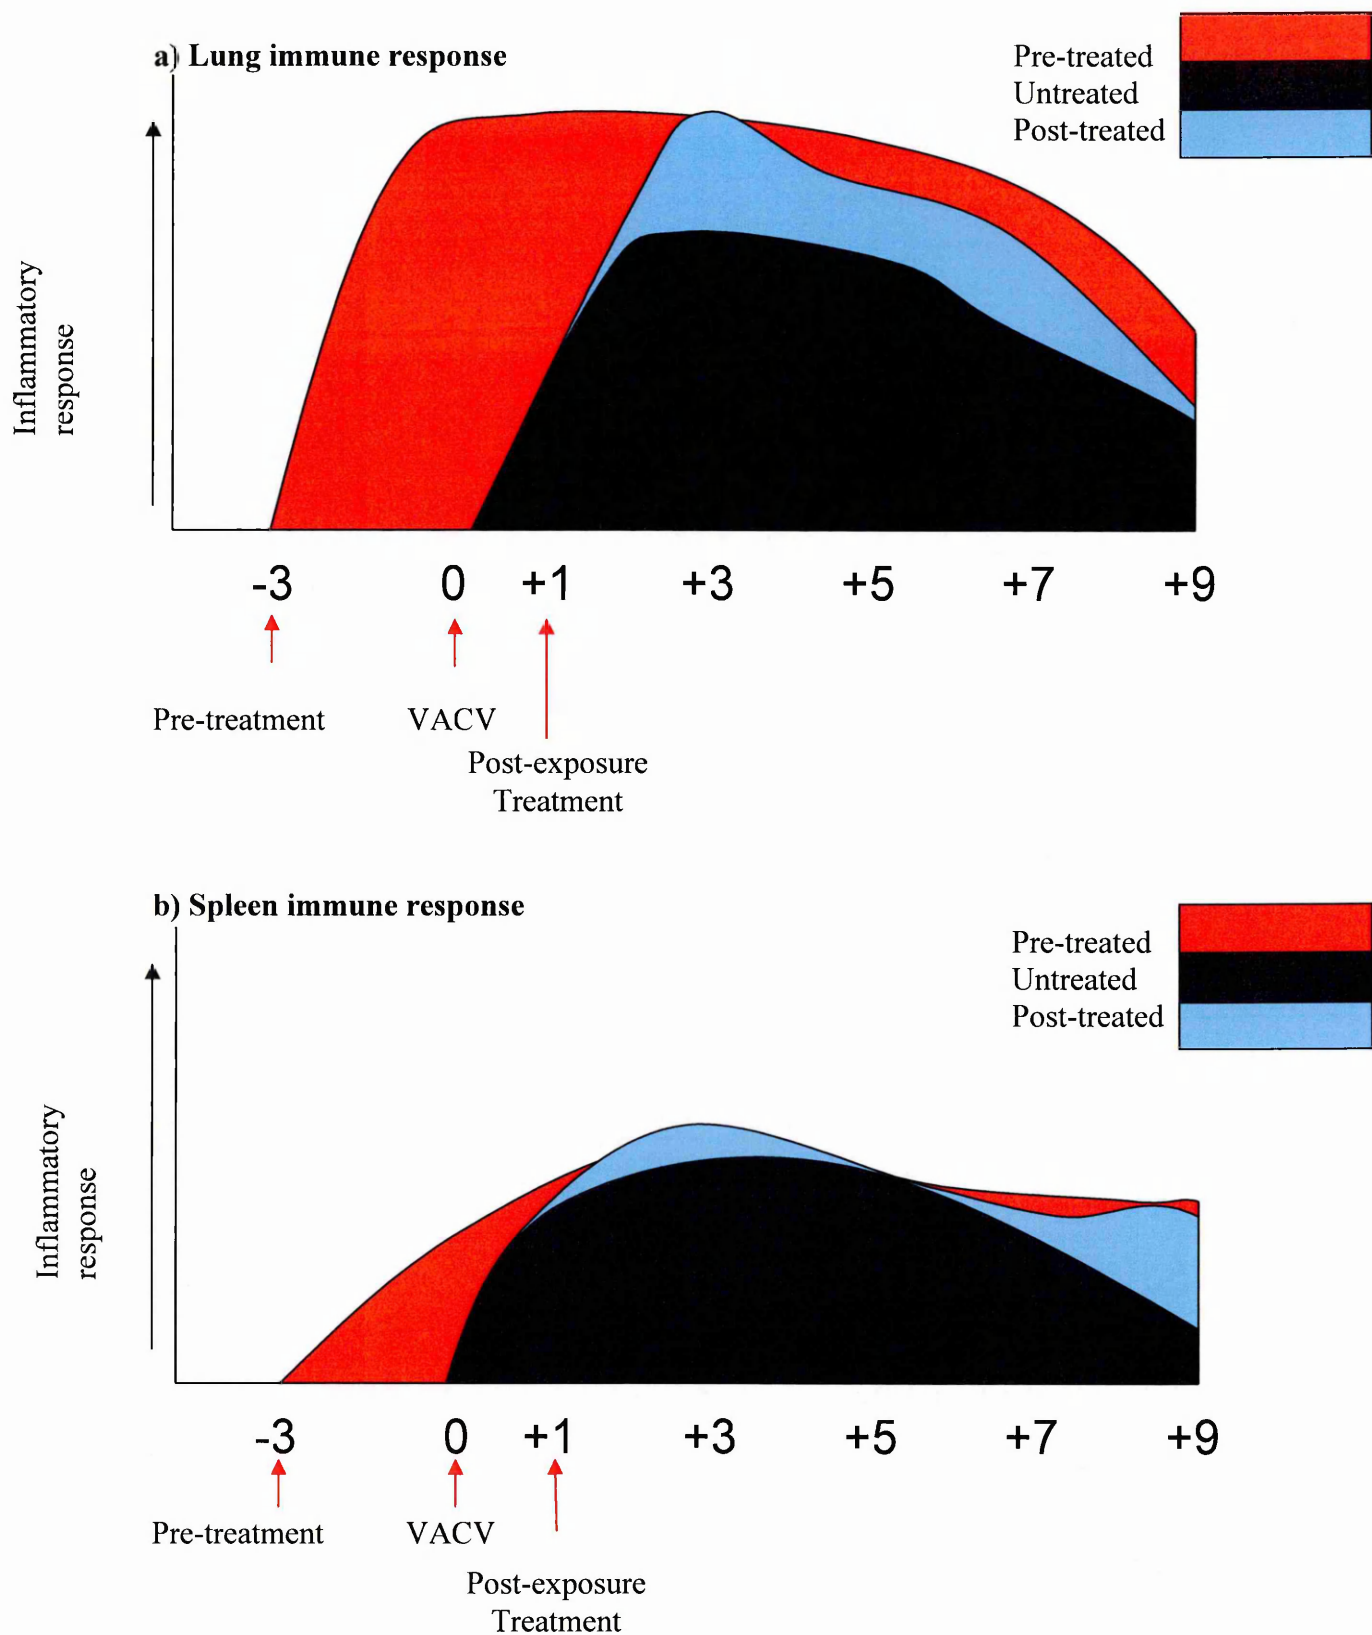 a) Lung immune response
Pre-treated
Untreated
Post-treated
Inflammatory
response
-3 0 +1 +3 +5 +7 +9
Pre-treatment VACV
Post-exposure
Treatment
b) Spleen immune response
Pre-treated
Untreated
Post-treated
Inflammatory
response
-3 0 +1 +3 +5 +7 +9
Pre-treatment VACV
Post-exposure
Treatment